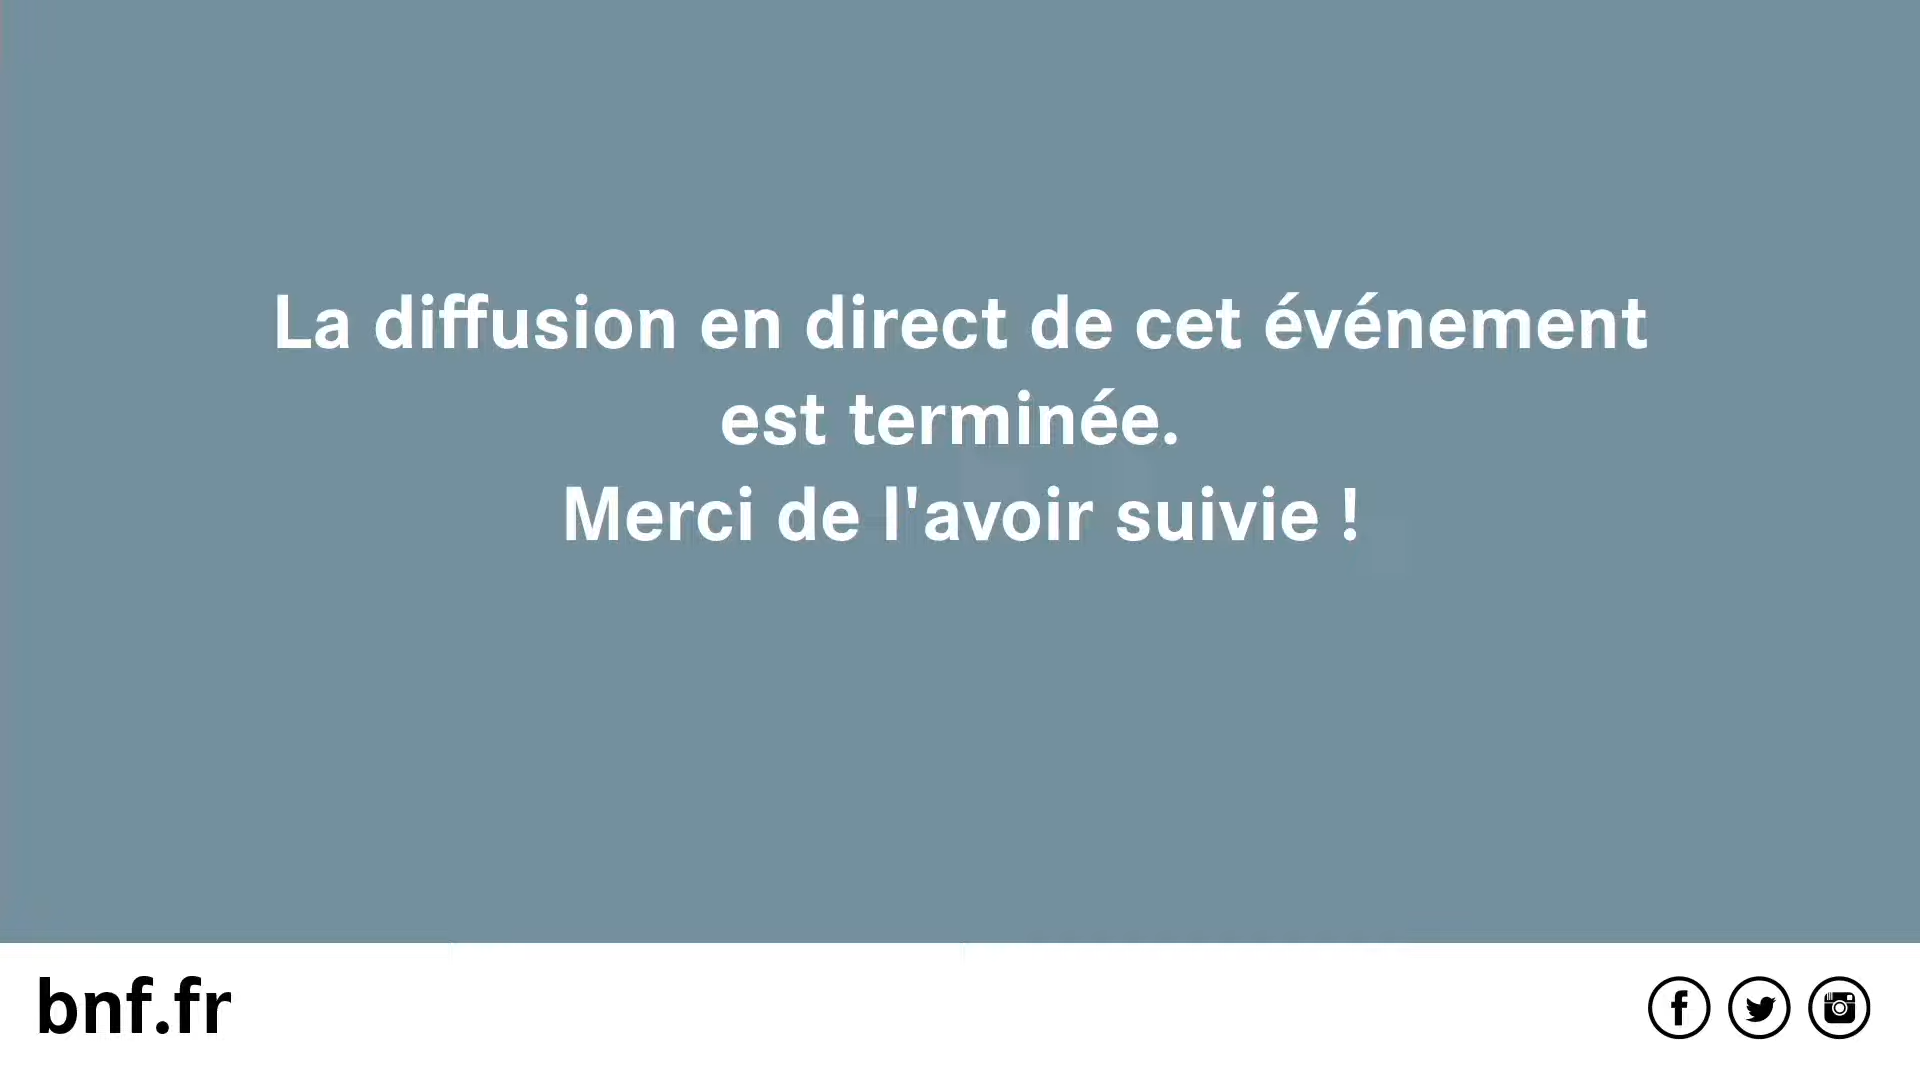 La diffusion en direct de cet événement
est terminée.
Merci de l'avoir suivie !
bnf.fr